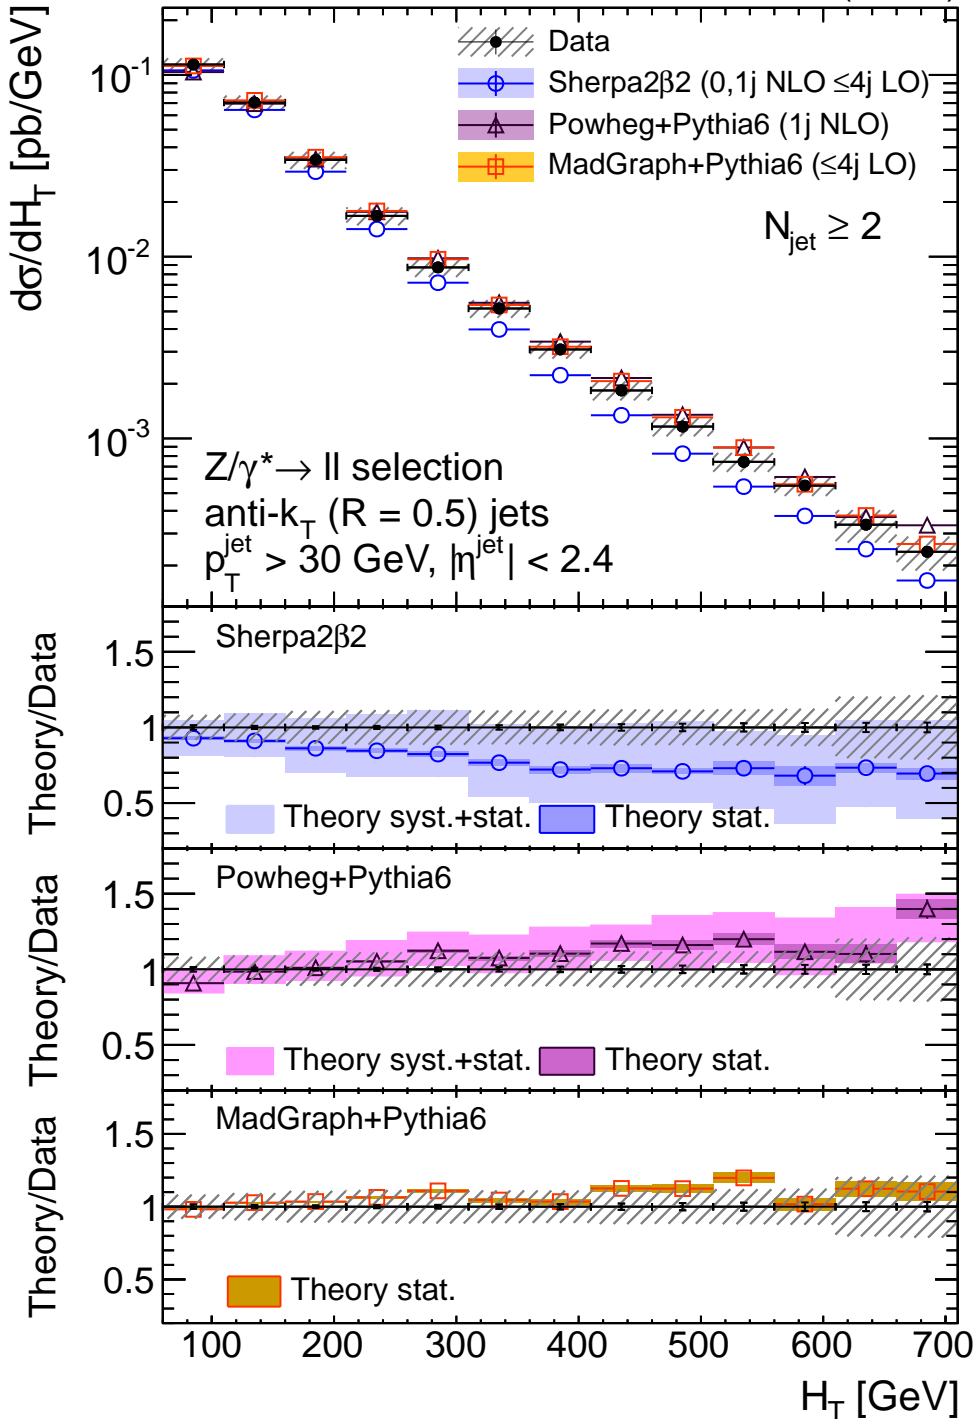 dσ/dH_T [pb/GeV]
10^-1
10^-2
10^-3
Data
Sherpa2β2 (0,1j NLO ≤4j LO)
Powheg+Pythia6 (1j NLO)
MadGraph+Pythia6 (≤4j LO)
N_jet ≥ 2
Z/γ*→ ll selection
anti-k_T (R = 0.5) jets
p_T^jet > 30 GeV, |η^jet| < 2.4
Theory/Data
Sherpa2β2
1.5
1
0.5
Theory syst.+stat.
Theory stat.
Theory/Data
Powheg+Pythia6
1.5
1
0.5
Theory syst.+stat.
Theory stat.
Theory/Data
MadGraph+Pythia6
1.5
1
0.5
Theory stat.
100 200 300 400 500 600 700
H_T [GeV]